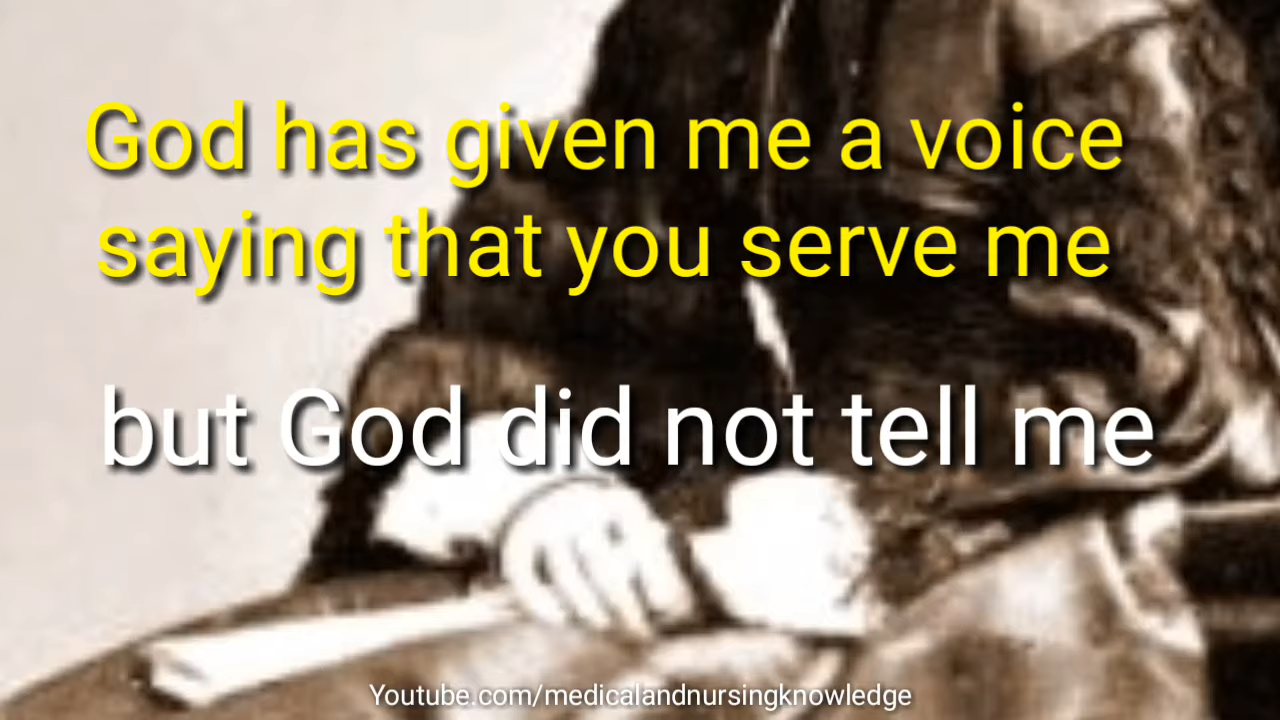 God has given me a voice
saying that you serve me
but God did not tell me
Youtube.com/medicalandnursingknowledge